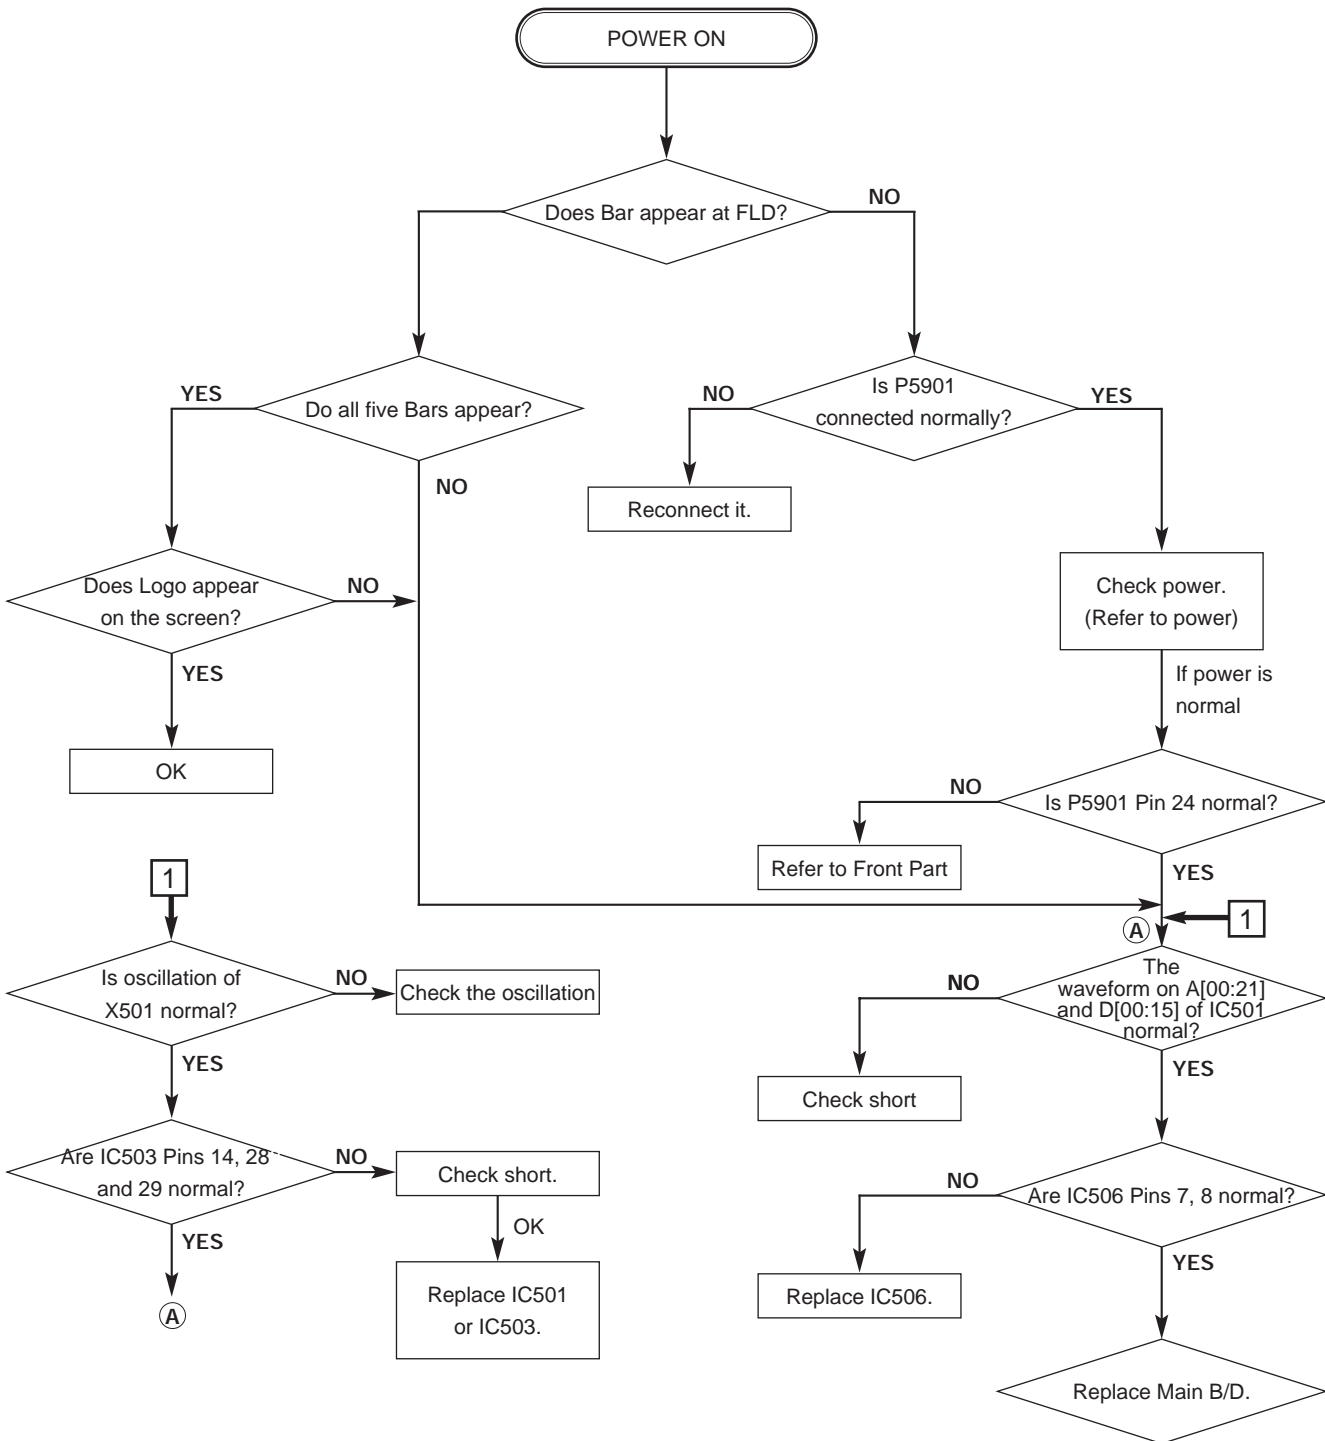 POWER ON
Does Bar appear at FLD?
NO
YES
Do all five Bars appear?
NO
NO
Is P5901
connected normally?
YES
Reconnect it.
Does Logo appear
on the screen?
NO
YES
OK
Check power.
(Refer to power)
If power is
normal
NO
Is P5901 Pin 24 normal?
Refer to Front Part
YES
1
A
1
Is oscillation of
X501 normal?
NO
Check the oscillation
YES
Are IC503 Pins 14, 28
and 29 normal?
NO
Check short.
OK
Replace IC501
or IC503.
YES
A
The
waveform on A[00:21]
and D[00:15] of IC501
normal?
NO
Check short
YES
NO
Are IC506 Pins 7, 8 normal?
Replace IC506.
YES
Replace Main B/D.